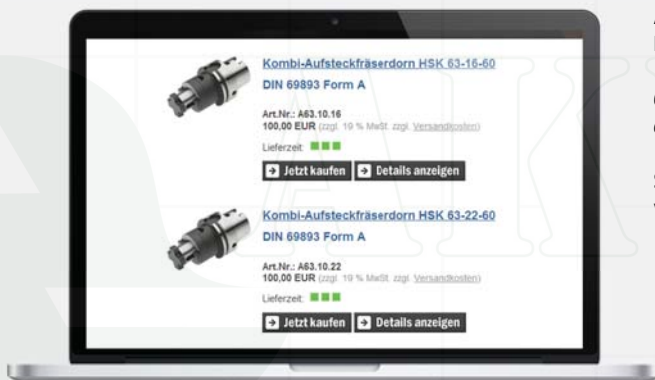 Kombi-Aufsteckfräserdorn HSK 63-16-60
DIN 69893 Form A
Art.Nr.: A63.10.16
100,00 EUR (zzgl. 19 % MwSt. zzgl. Versandkosten)
Lieferzeit:
Jetzt kaufen Details anzeigen
Kombi-Aufsteckfräserdorn HSK 63-22-60
DIN 69893 Form A
Art.Nr.: A63.10.22
100,00 EUR (zzgl. 19 % MwSt. zzgl. Versandkosten)
Lieferzeit:
Jetzt kaufen Details anzeigen